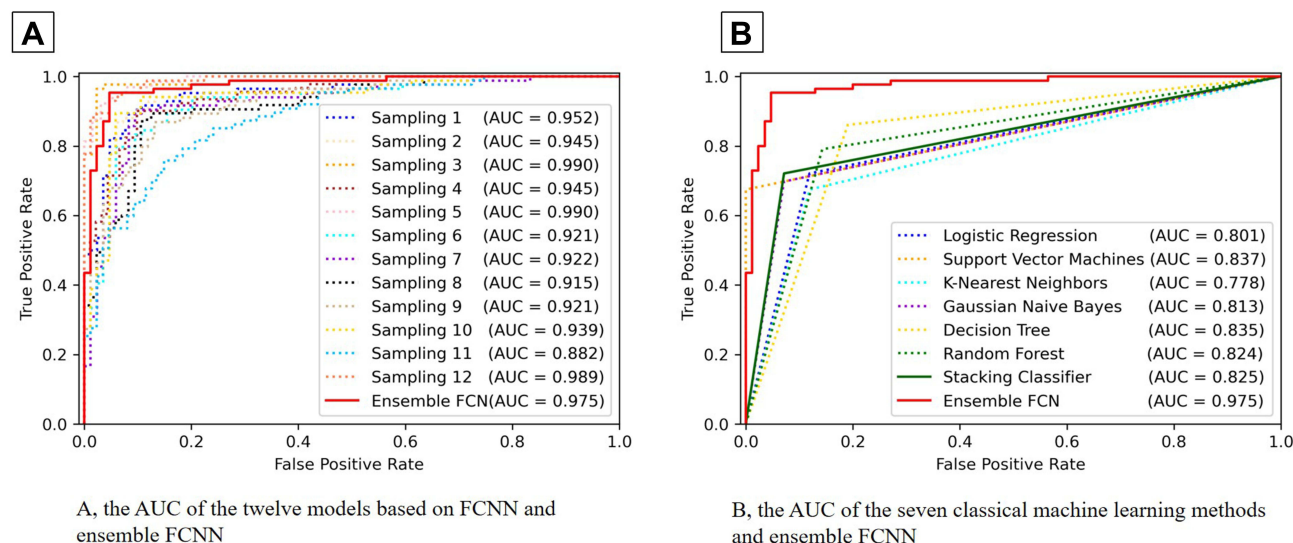 A
B
1.0
0.8
0.6
0.4
0.2
0.0
True Positive Rate
0.0 0.2 0.4 0.6 0.8 1.0
False Positive Rate
Sampling 1 (AUC = 0.952)
Sampling 2 (AUC = 0.945)
Sampling 3 (AUC = 0.990)
Sampling 4 (AUC = 0.945)
Sampling 5 (AUC = 0.990)
Sampling 6 (AUC = 0.921)
Sampling 7 (AUC = 0.922)
Sampling 8 (AUC = 0.915)
Sampling 9 (AUC = 0.921)
Sampling 10 (AUC = 0.939)
Sampling 11 (AUC = 0.882)
Sampling 12 (AUC = 0.989)
Ensemble FCN(AUC = 0.975)
1.0
0.8
0.6
0.4
0.2
0.0
True Positive Rate
0.0 0.2 0.4 0.6 0.8 1.0
False Positive Rate
Logistic Regression (AUC = 0.801)
Support Vector Machines (AUC = 0.837)
K-Nearest Neighbors (AUC = 0.778)
Gaussian Naive Bayes (AUC = 0.813)
Decision Tree (AUC = 0.835)
Random Forest (AUC = 0.824)
Stacking Classifier (AUC = 0.825)
Ensemble FCN (AUC = 0.975)
A, the AUC of the twelve models based on FCNN and
ensemble FCNN
B, the AUC of the seven classical machine learning methods
and ensemble FCNN